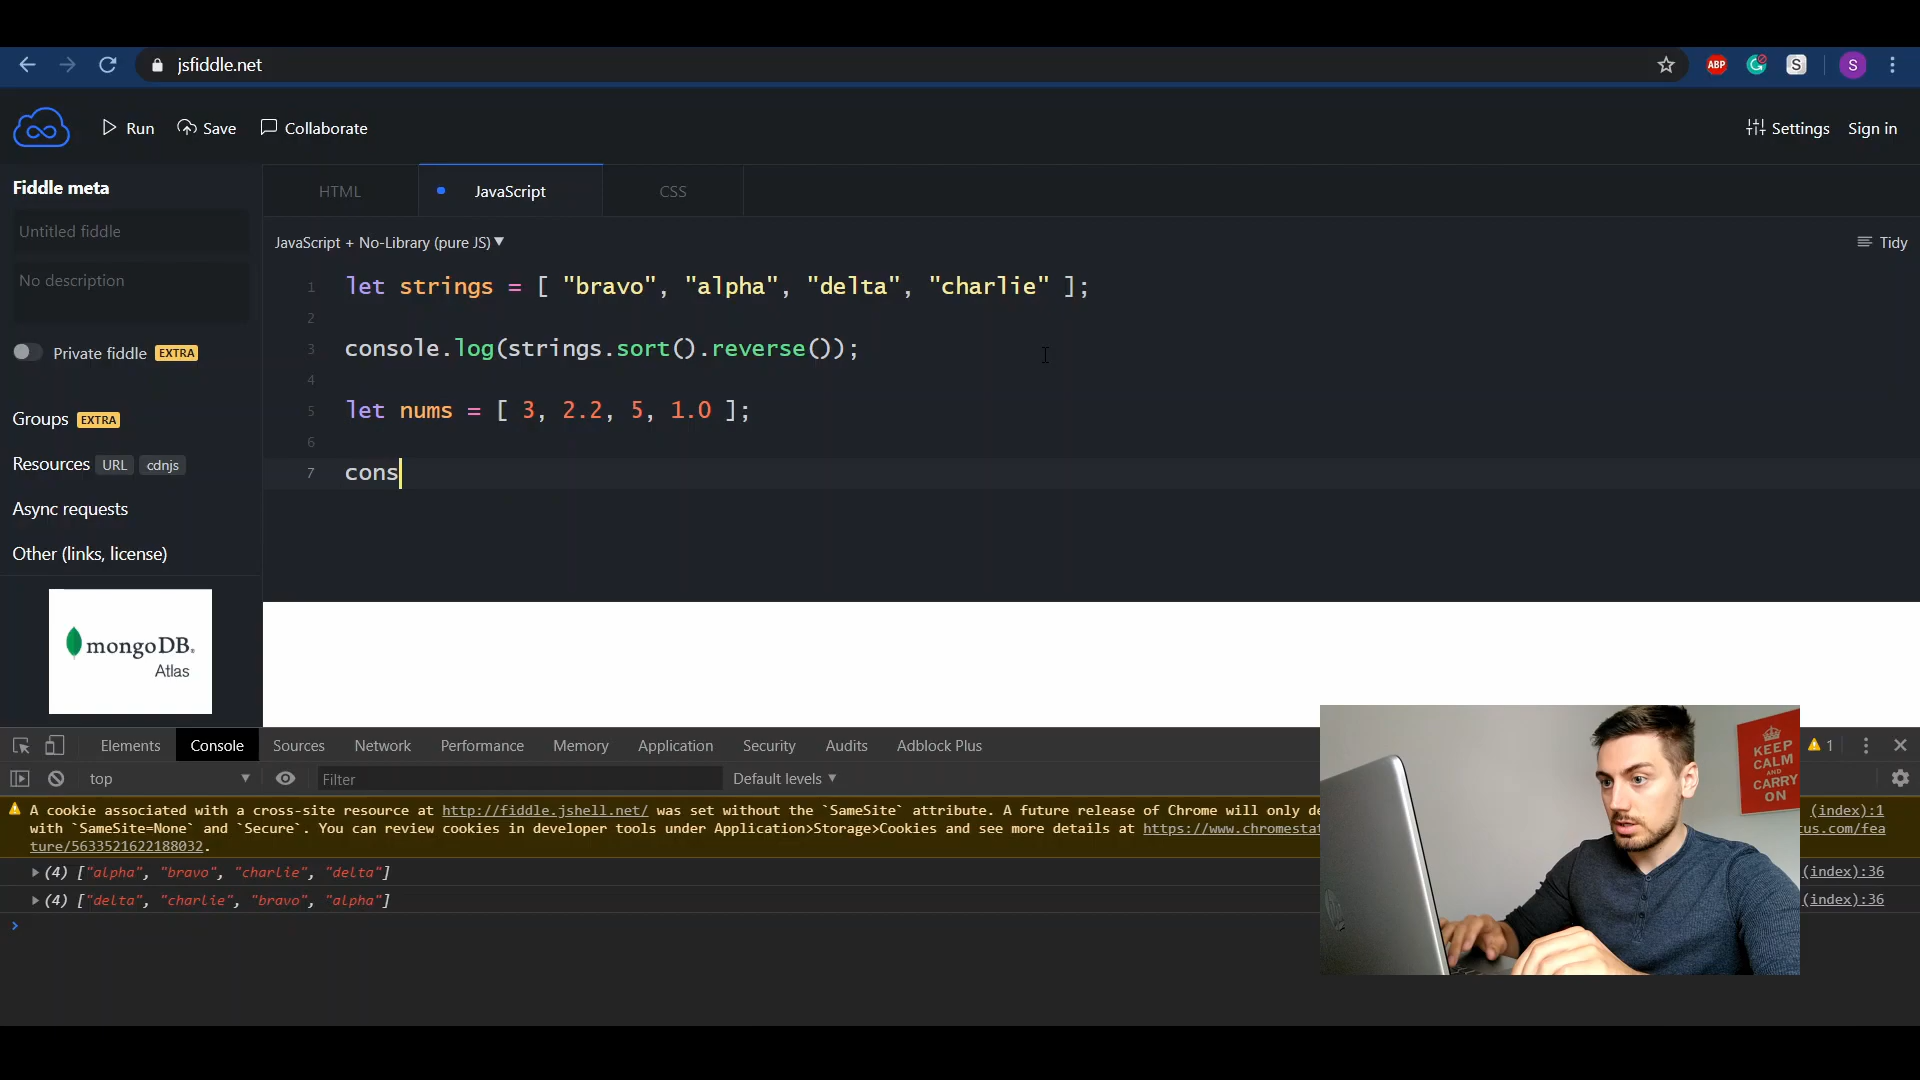 jsfiddle.net
ABP
S
S
Run
Save
Collaborate
Settings
Sign in
Fiddle meta
Untitled fiddle
No description
Private fiddle EXTRA
Groups EXTRA
Resources URL cdnjs
Async requests
Other (links, license)
mongoDB.
Atlas
HTML
JavaScript
CSS
JavaScript + No-Library (pure JS) ▼
Tidy
1 let strings = [ "bravo", "alpha", "delta", "charlie" ];
2
3 console.log(strings.sort().reverse());
4
5 let nums = [ 3, 2.2, 5, 1.0 ];
6
7 cons
Elements Console Sources Network Performance Memory Application Security Audits Adblock Plus
1
top ▼ Filter Default levels ▼
A cookie associated with a cross-site resource at http://fiddle.jshell.net/ was set without the `SameSite` attribute. A future release of Chrome will only de (index):1
with `SameSite=None` and `Secure`. You can review cookies in developer tools under Application>Storage>Cookies and see more details at https://www.chromestat tus.com/fea
ture/5633521622188032.
(4) ["alpha", "bravo", "charlie", "delta"] (index):36
(4) ["delta", "charlie", "bravo", "alpha"] (index):36
>
KEEP
CALM
AND
CARRY
ON